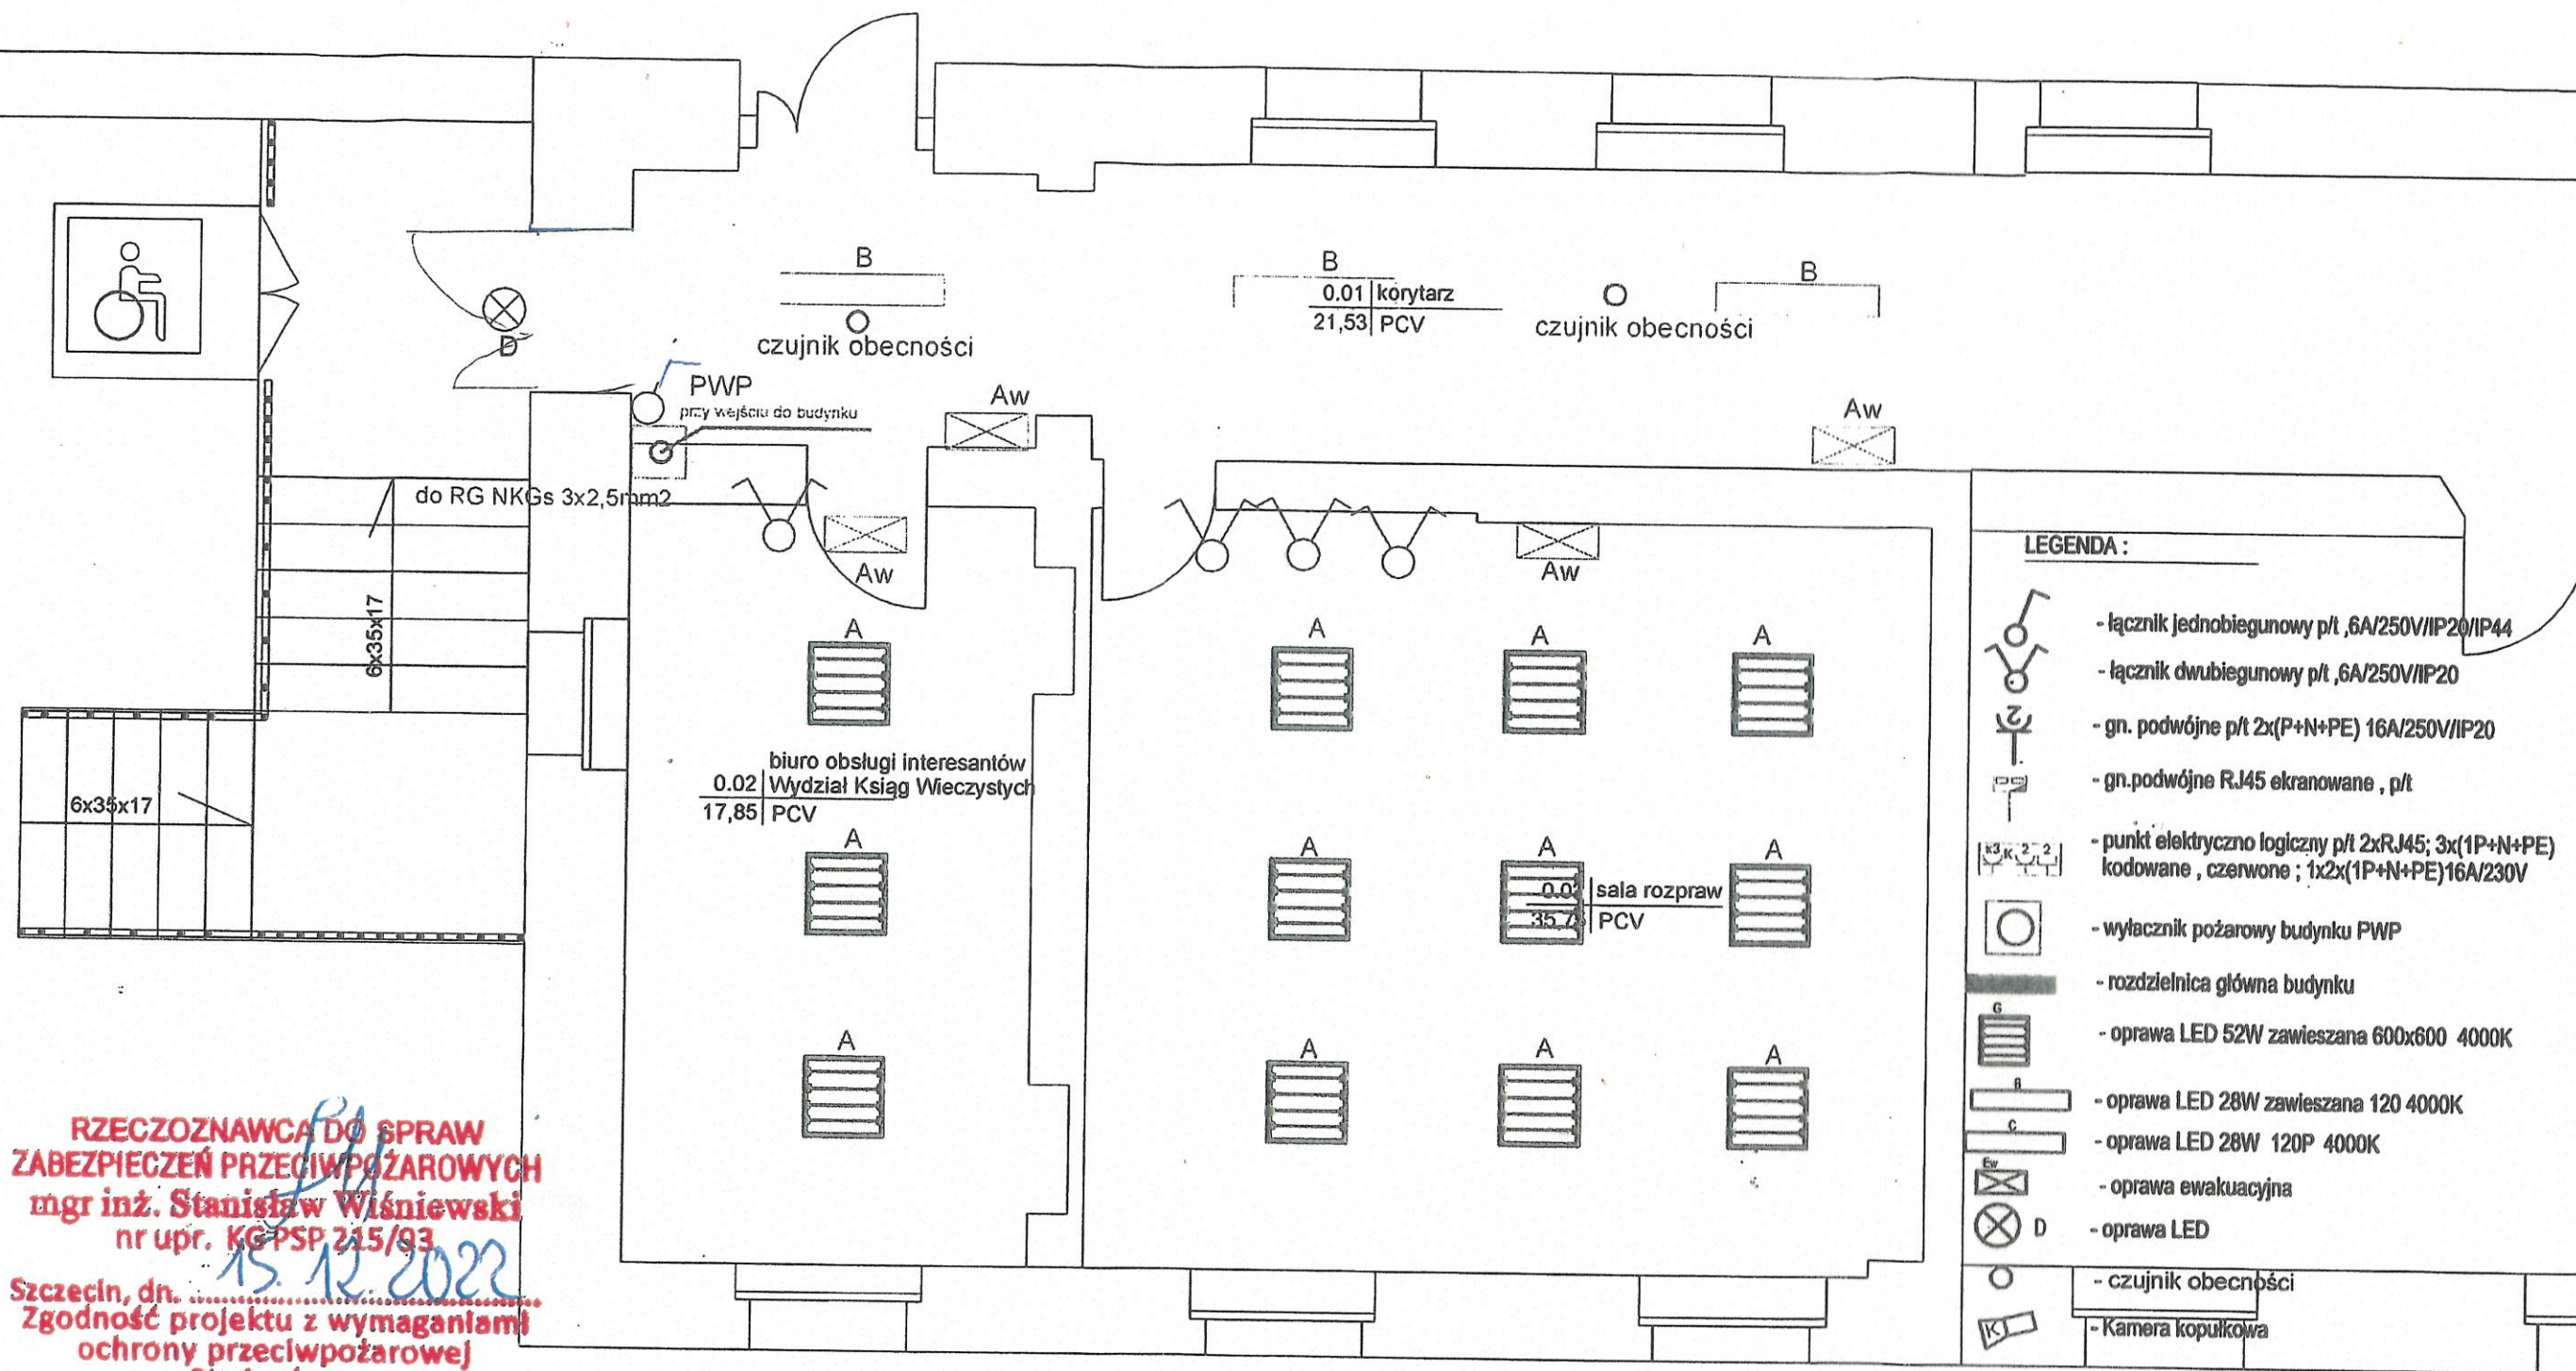 B
czujnik obecności
B
0.01 korytarz
21,53 PCV
czujnik obecności
B
D
PWP
przy wejściu do budynku
Aw
Aw
do RG NKGs 3x2,5mm2
Aw
Aw
6x35x17
6x35x17
A
A
A
A
biuro obsługi interesantów
0.02 Wydział Ksiąg Wieczystych
17,85 PCV
A
A
A
A
sala rozpraw
PCV
A
A
A
A
LEGENDA :
- łącznik jednobiegunowy p/t ,6A/250V/IP20/IP44
- łącznik dwubiegunowy p/t ,6A/250V/IP20
2
- gn. podwójne p/t 2x(P+N+PE) 16A/250V/IP20
- gn.podwójne RJ45 ekranowane , p/t
x3 K 2 2
- punkt elektryczno logiczny p/t 2xRJ45; 3x(1P+N+PE)
kodowane , czerwone ; 1x2x(1P+N+PE)16A/230V
- wyłacznik pożarowy budynku PWP
- rozdzielnica główna budynku
G
- oprawa LED 52W zawieszana 600x600 4000K
B
- oprawa LED 28W zawieszana 120 4000K
C
- oprawa LED 28W 120P 4000K
Ew
- oprawa ewakuacyjna
D - oprawa LED
- czujnik obecności
K - Kamera kopułkowa
RZECZOZNAWCA DO SPRAW
ZABEZPIECZEŃ PRZECIWPOŻAROWYCH
mgr inż. Stanisław Wiśniewski
nr upr. KG PSP 215/93
Szczecin, dn. 15.12.2022
Zgodność projektu z wymaganiami
ochrony przeciwpożarowej